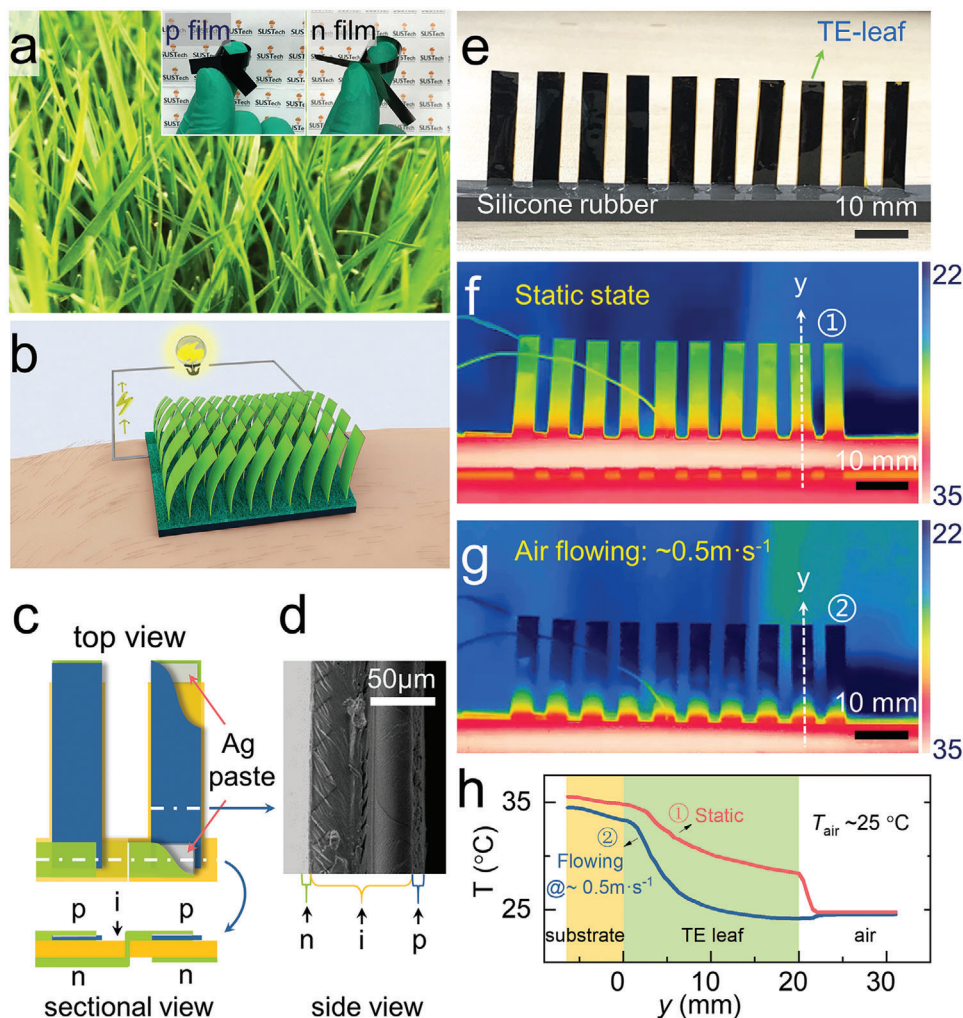 a
p film
n film
SUSTech
b
c
top view
Ag
paste
p
i
p
n
n
sectional view
d
50μm
n
i
p
side view
e
TE-leaf
Silicone rubber
10 mm
f
Static state
y
①
10 mm
22
35
g
Air flowing: ~0.5m·s⁻¹
y
②
10 mm
22
35
h
T (°C)
35
25
① Static
②
Flowing
@~ 0.5m·s⁻¹
T air ~25 °C
substrate
TE leaf
air
0
10
20
30
y (mm)